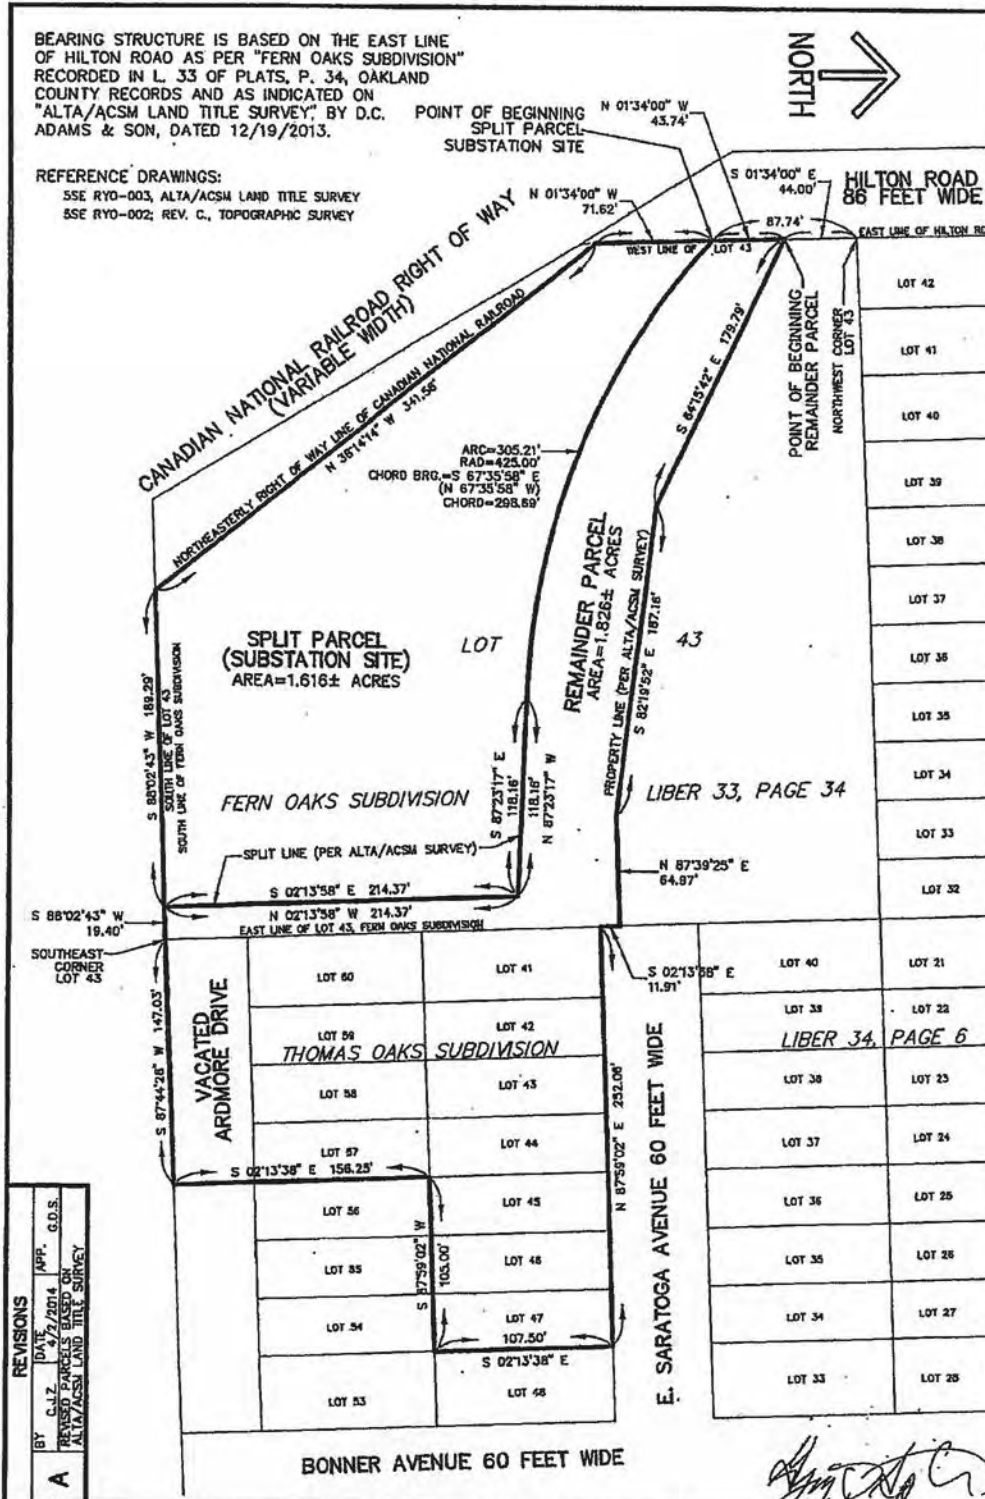 BEARING STRUCTURE IS BASED ON THE EAST LINE
OF HILTON ROAD AS PER "FERN OAKS SUBDIVISION"
RECORDED IN L. 33 OF PLATS, P. 34, OAKLAND
COUNTY RECORDS AND AS INDICATED ON
"ALTA/ACSM LAND TITLE SURVEY", BY D.C.
ADAMS & SON, DATED 12/19/2013.
REFERENCE DRAWINGS:
5SE RYO-003, ALTA/ACSM LAND TITLE SURVEY
5SE RYO-002; REV. C., TOPOGRAPHIC SURVEY
POINT OF BEGINNING
SPLIT PARCEL
SUBSTATION SITE
N 01°34'00" W
43.74'
NORTH
S 01°34'00" E
44.00'
HILTON ROAD
86 FEET WIDE
N 01°34'00" W
71.62'
87.74'
EAST LINE OF HILTON
WEST LINE OF LOT 43
CANADIAN NATIONAL RAILROAD RIGHT OF WAY
(VARIABLE WIDTH)
NORTHEASTERLY RIGHT OF WAY LINE OF CANADIAN NATIONAL RAILROAD
N 36°14'14" W 341.56'
S 64°15'42" E 179.79'
POINT OF BEGINNING
REMAINDER PARCEL
NORTHWEST CORNER
LOT 43
LOT 42
LOT 41
LOT 40
LOT 39
LOT 38
LOT 37
LOT 36
LOT 35
LOT 34
LOT 33
LOT 32
ARC=305.21'
RAD=425.00'
CHORD BRG.=S 67°35'58" E
(N 67°35'58" W)
CHORD=298.69'
REMAINDER PARCEL
AREA=1.826± ACRES
PROPERTY LINE (PER ALTA/ACSM SURVEY)
S 82°19'52" E 187.16'
SPLIT PARCEL
(SUBSTATION SITE)
AREA=1.616± ACRES
LOT 43
S 88°02'43" W 189.29'
SOUTH LINE OF LOT 43
SOUTH LINE OF FERN OAKS SUBDIVISION
FERN OAKS SUBDIVISION
LIBER 33, PAGE 34
S 87°23'17" E
118.16'
118.16'
N 87°23'17" W
SPLIT LINE (PER ALTA/ACSM SURVEY)
S 02°13'58" E 214.37'
N 02°13'58" W 214.37'
EAST LINE OF LOT 43, FERN OAKS SUBDIVISION
N 87°39'25" E
64.87'
S 88°02'43" W
19.40'
SOUTHEAST
CORNER
LOT 43
S 02°13'58" E
11.91'
S 87°44'28" W 147.03'
VACATED
ARDMORE DRIVE
LOT 60
LOT 59
LOT 58
LOT 57
LOT 56
LOT 55
LOT 54
LOT 53
LOT 41
LOT 42
LOT 43
LOT 44
LOT 45
LOT 46
LOT 47
LOT 48
THOMAS OAKS SUBDIVISION
LIBER 34, PAGE 6
S 02°13'38" E 156.25'
S 87°59'02" W
105.00'
107.50'
S 02°13'38" E
N 87°59'02" E 252.06'
E. SARATOGA AVENUE 60 FEET WIDE
LOT 40
LOT 39
LOT 38
LOT 37
LOT 36
LOT 35
LOT 34
LOT 33
LOT 21
LOT 22
LOT 23
LOT 24
LOT 25
LOT 26
LOT 27
LOT 28
BONNER AVENUE 60 FEET WIDE
REVISIONS
BY C.J.Z. DATE 4/2/2014 APP. G.D.S.
A REVISED PARCELS BASED ON
ALTA/ACSM LAND TITLE SURVEY